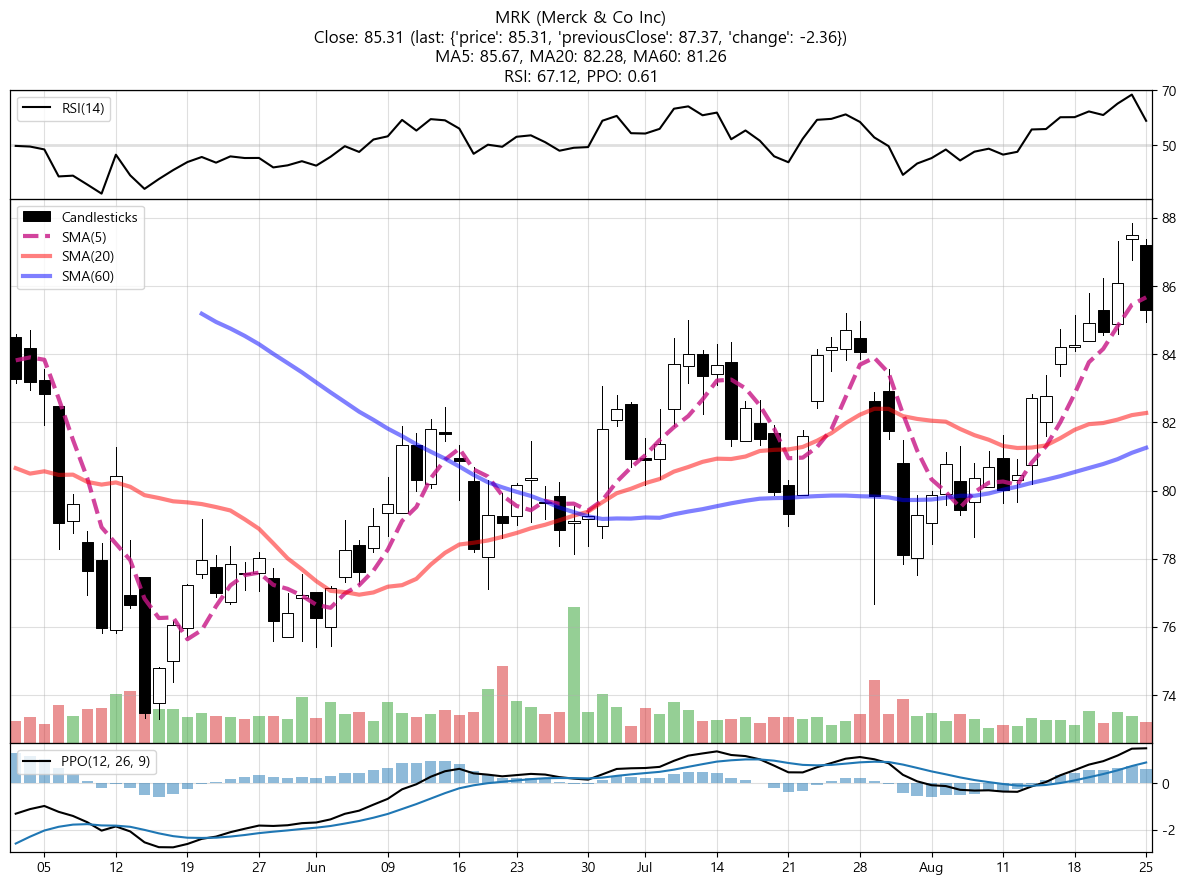 MRK (Merck & Co Inc)
Close: 85.31 (last: {'price': 85.31, 'previousClose': 87.37, 'change': -2.36})
MA5: 85.67, MA20: 82.28, MA60: 81.26
RSI: 67.12, PPO: 0.61
RSI(14)
70
50
Candlesticks
SMA(5)
SMA(20)
SMA(60)
88
86
84
82
80
78
76
74
PPO(12, 26, 9)
0
-2
05 12 19 27 Jun 09 16 23 30 Jul 14 21 28 Aug 11 18 25